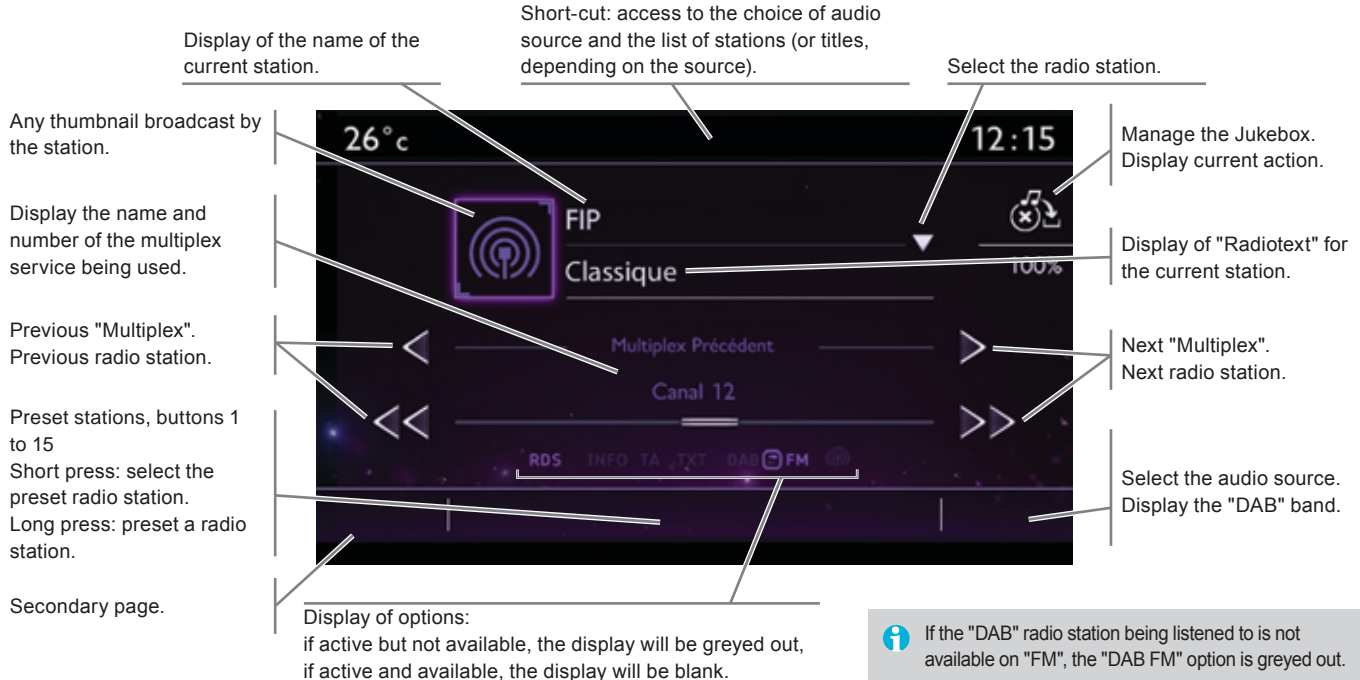 Short-cut: access to the choice of audio
source and the list of stations (or titles,
depending on the source).
Display of the name of the
current station.
Select the radio station.
Any thumbnail broadcast by
the station.
Display the name and
number of the multiplex
service being used.
Previous "Multiplex".
Previous radio station.
Preset stations, buttons 1
to 15
Short press: select the
preset radio station.
Long press: preset a radio
station.
Secondary page.
26°c
12:15
FIP
Classique
100%
Multiplex Précédent
Canal 12
RDS INFO TA TXT DAB FM
Manage the Jukebox.
Display current action.
Display of "Radiotext" for
the current station.
Next "Multiplex".
Next radio station.
Select the audio source.
Display the "DAB" band.
Display of options:
if active but not available, the display will be greyed out,
if active and available, the display will be blank.
If the "DAB" radio station being listened to is not
available on "FM", the "DAB FM" option is greyed out.